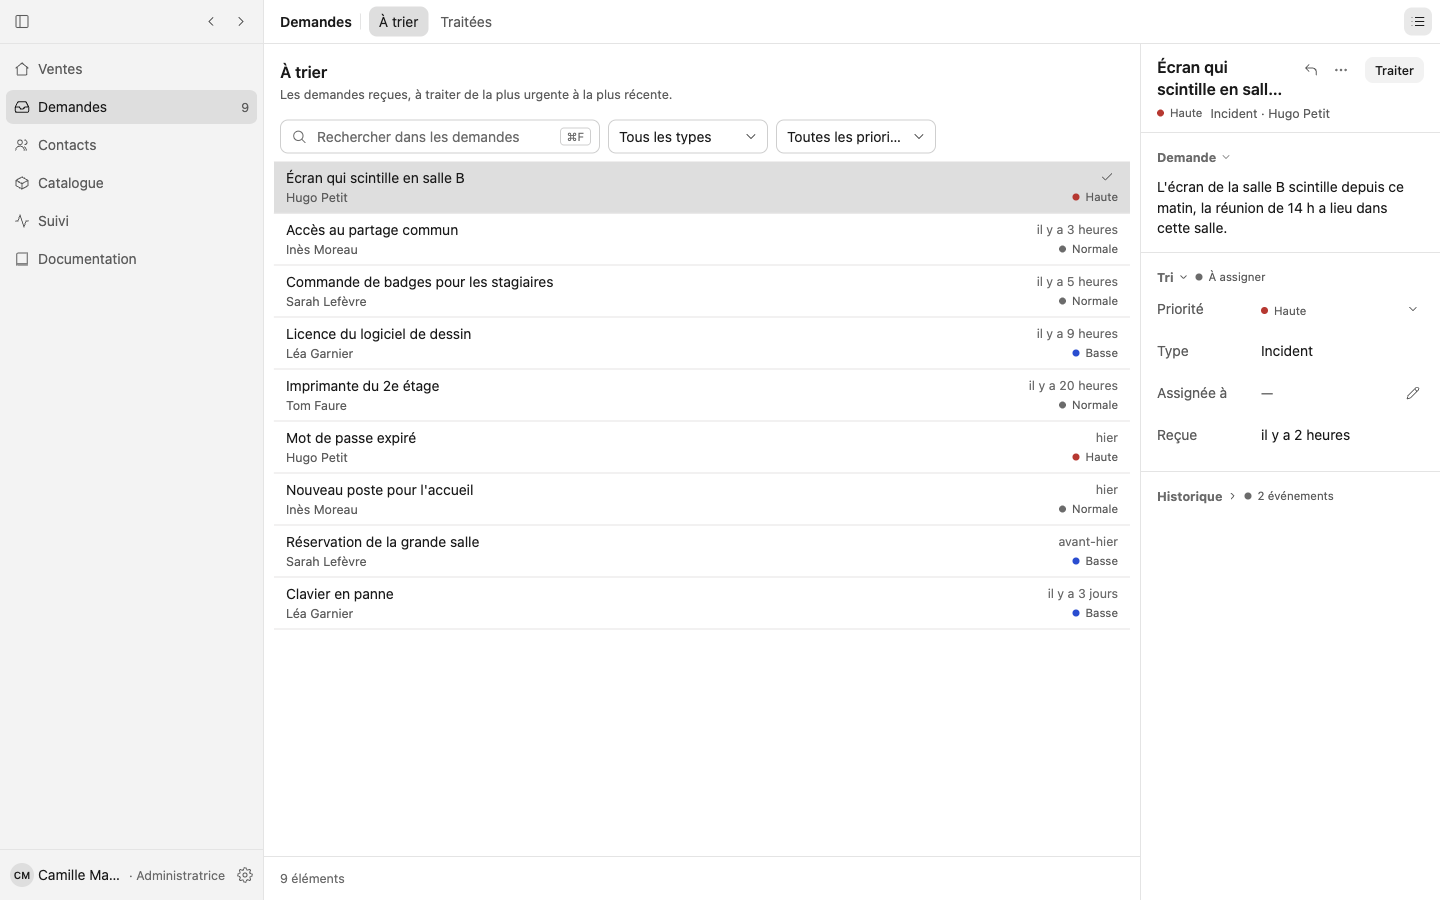 Ventes
Demandes 9
Contacts
Catalogue
Suivi
Documentation
CM Camille Ma... · Administratrice
Demandes À trier Traitées
À trier
Les demandes reçues, à traiter de la plus urgente à la plus récente.
Rechercher dans les demandes ⌘F Tous les types Toutes les priori...
Écran qui scintille en salle B
Hugo Petit Haute
Accès au partage commun il y a 3 heures
Inès Moreau Normale
Commande de badges pour les stagiaires il y a 5 heures
Sarah Lefèvre Normale
Licence du logiciel de dessin il y a 9 heures
Léa Garnier Basse
Imprimante du 2e étage il y a 20 heures
Tom Faure Normale
Mot de passe expiré hier
Hugo Petit Haute
Nouveau poste pour l'accueil hier
Inès Moreau Normale
Réservation de la grande salle avant-hier
Sarah Lefèvre Basse
Clavier en panne il y a 3 jours
Léa Garnier Basse
9 éléments
Écran qui
scintille en sall... Traiter
Haute Incident · Hugo Petit
Demande
L'écran de la salle B scintille depuis ce
matin, la réunion de 14 h a lieu dans
cette salle.
Tri À assigner
Priorité Haute
Type Incident
Assignée à —
Reçue il y a 2 heures
Historique 2 événements